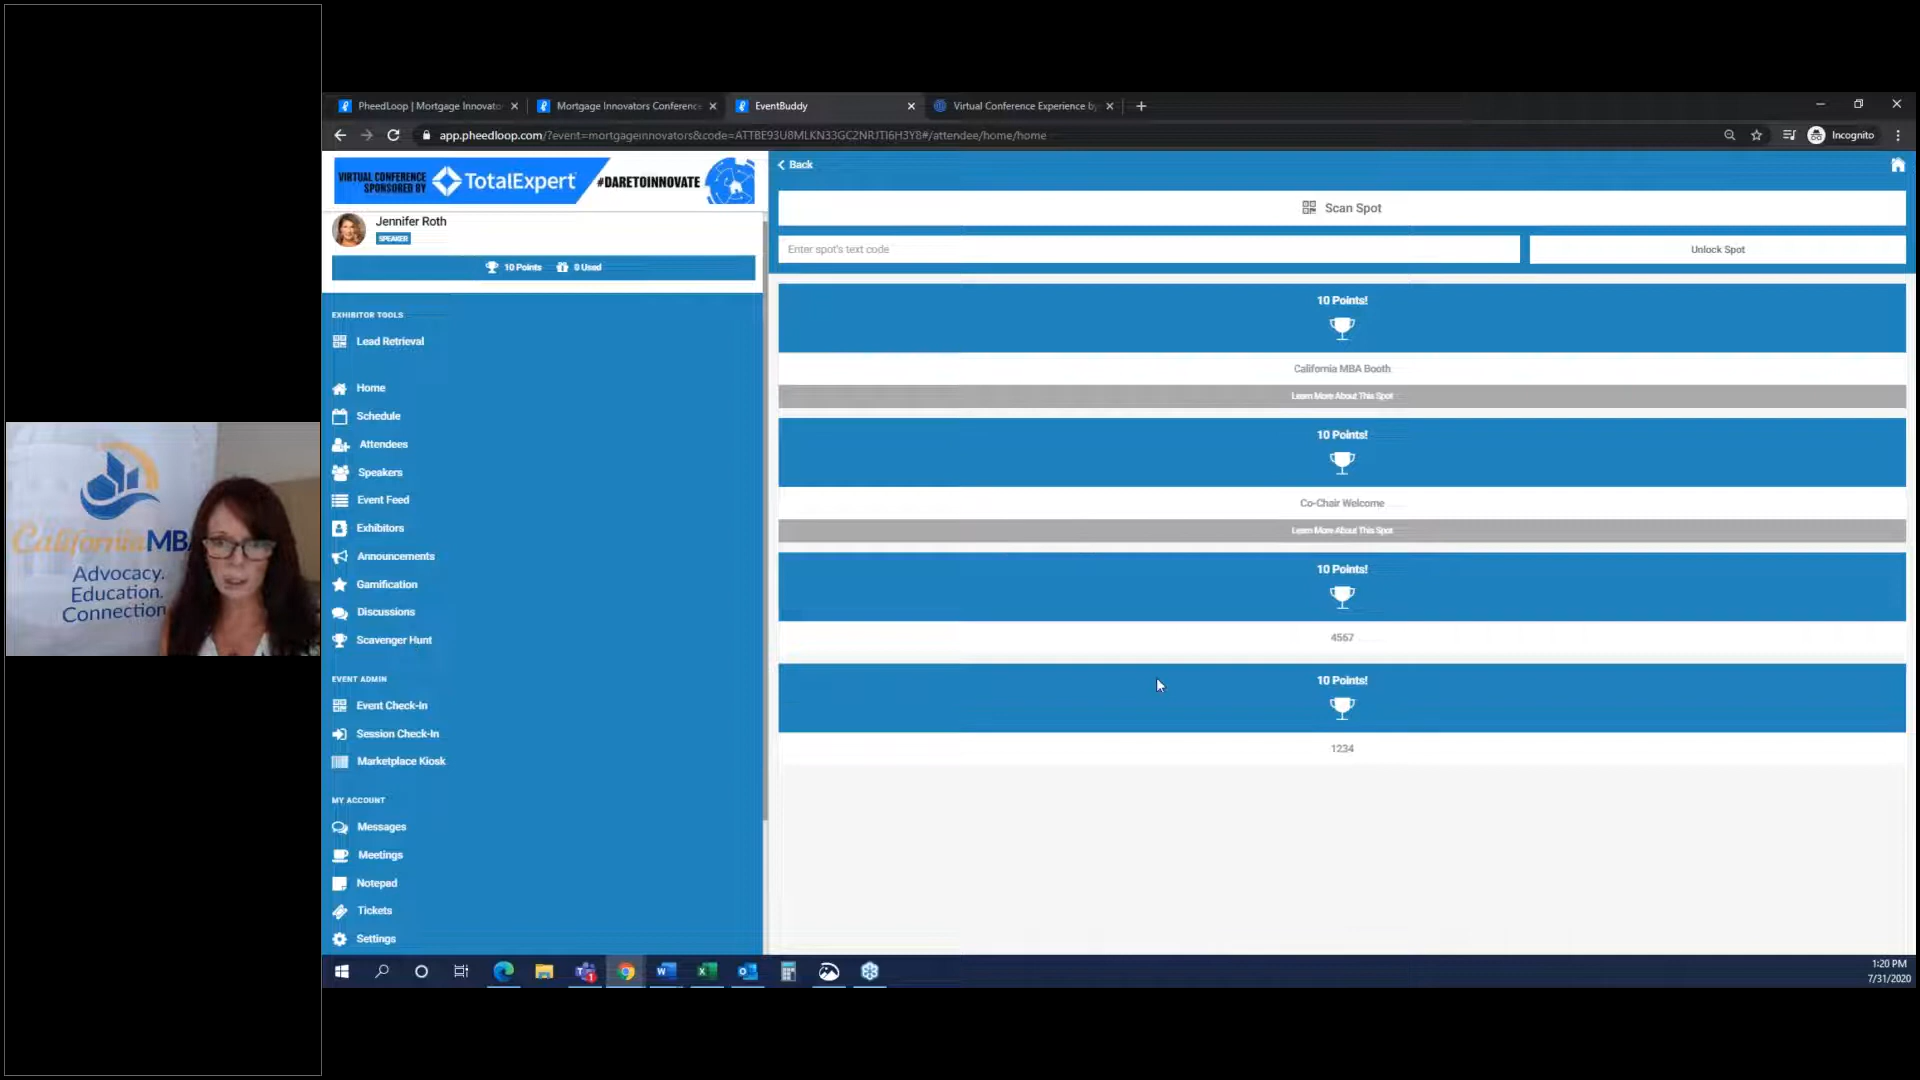 PheedLoop | Mortgage Innovato
Mortgage Innovators Conference
EventBuddy
Virtual Conference Experience by
app.pheedloop.com/?event=mortgageinnovators&code=ATTBE93U8MLKN33GC2NRJTI6H3Y8#/attendee/home/home
Incognito
VIRTUAL CONFERENCE
SPONSORED BY
TotalExpert
#DARETOINNOVATE
Jennifer Roth
SPEAKER
10 Points
0 Used
EXHIBITOR TOOLS
Lead Retrieval
Home
Schedule
Attendees
Speakers
Event Feed
Exhibitors
Announcements
Gamification
Discussions
Scavenger Hunt
EVENT ADMIN
Event Check-In
Session Check-In
Marketplace Kiosk
MY ACCOUNT
Messages
Meetings
Notepad
Tickets
Settings
Back
Scan Spot
Enter spot's text code
Unlock Spot
10 Points!
California MBA Booth
Learn More About This Spot
10 Points!
Co-Chair Welcome
Learn More About This Spot
10 Points!
4567
10 Points!
1234
California MBA
Advocacy.
Education.
Connection
1:20 PM
7/31/2020